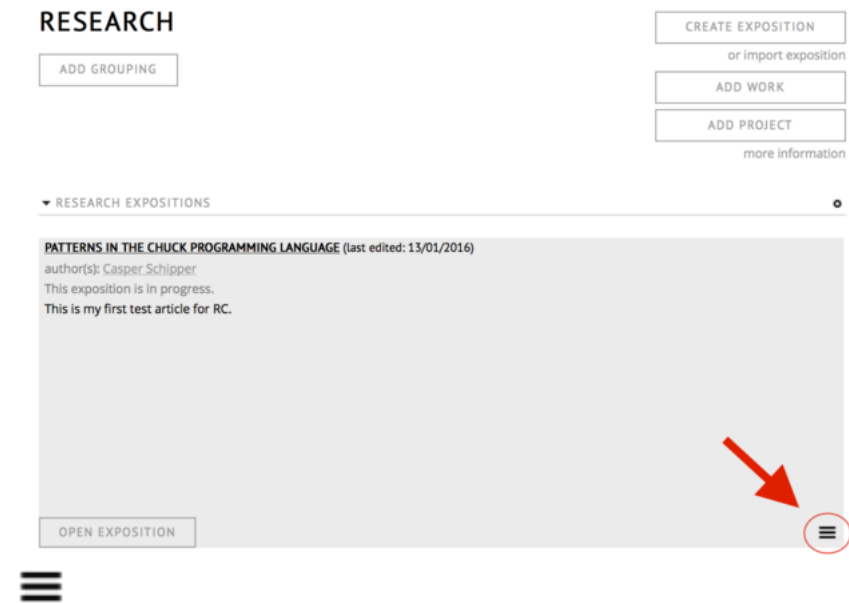 RESEARCH
CREATE EXPOSITION
or import exposition
ADD GROUPING
ADD WORK
ADD PROJECT
more information
RESEARCH EXPOSITIONS
PATTERNS IN THE CHUCK PROGRAMMING LANGUAGE (last edited: 13/01/2016)
author(s): Casper Schipper
This exposition is in progress.
This is my first test article for RC.
OPEN EXPOSITION